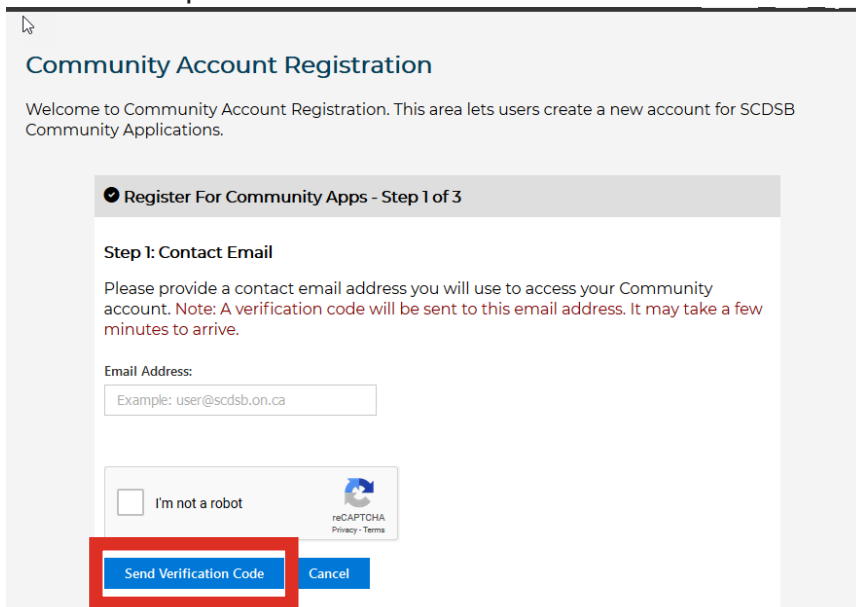 Community Account Registration
Welcome to Community Account Registration. This area lets users create a new account for SCDSB
Community Applications.
Register For Community Apps - Step 1 of 3
Step 1: Contact Email
Please provide a contact email address you will use to access your Community
account. Note: A verification code will be sent to this email address. It may take a few
minutes to arrive.
Email Address:
Example: user@scdsb.on.ca
I'm not a robot
reCAPTCHA
Privacy - Terms
Send Verification Code
Cancel